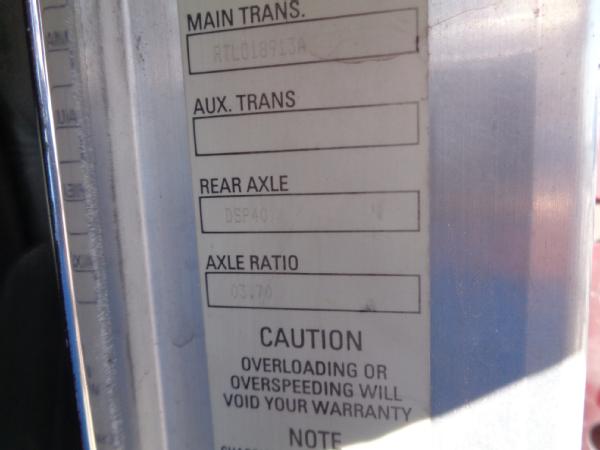 MAIN TRANS.
RTLO18913A
AUX. TRANS
REAR AXLE
DSP40
AXLE RATIO
03.70
CAUTION
OVERLOADING OR
OVERSPEEDING WILL
VOID YOUR WARRANTY
NOTE